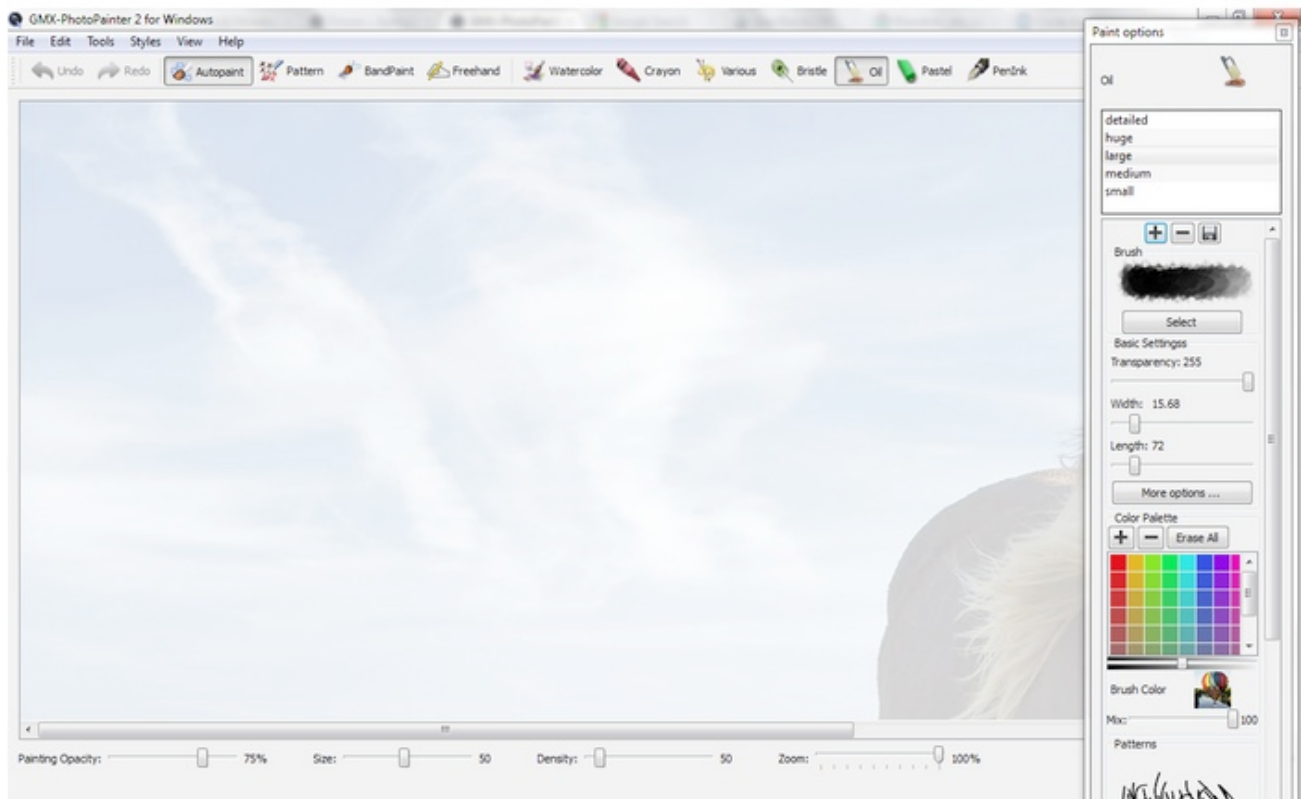 GMX-PhotoPainter 2 for Windows
File Edit Tools Styles View Help
Undo Redo Autopaint Pattern BandPaint Freehand Watercolor Crayon Various Bristle Oil Pastel PenInk
Paint options
Oil
detailed
huge
large
medium
small
Brush
Select
Basic Settingss
Transparency: 255
Width: 15.68
Length: 72
More options ...
Color Palette
Erase All
Brush Color
Mix: 100
Patterns
Painting Opacity: 75% Size: 50 Density: 50 Zoom: 100%